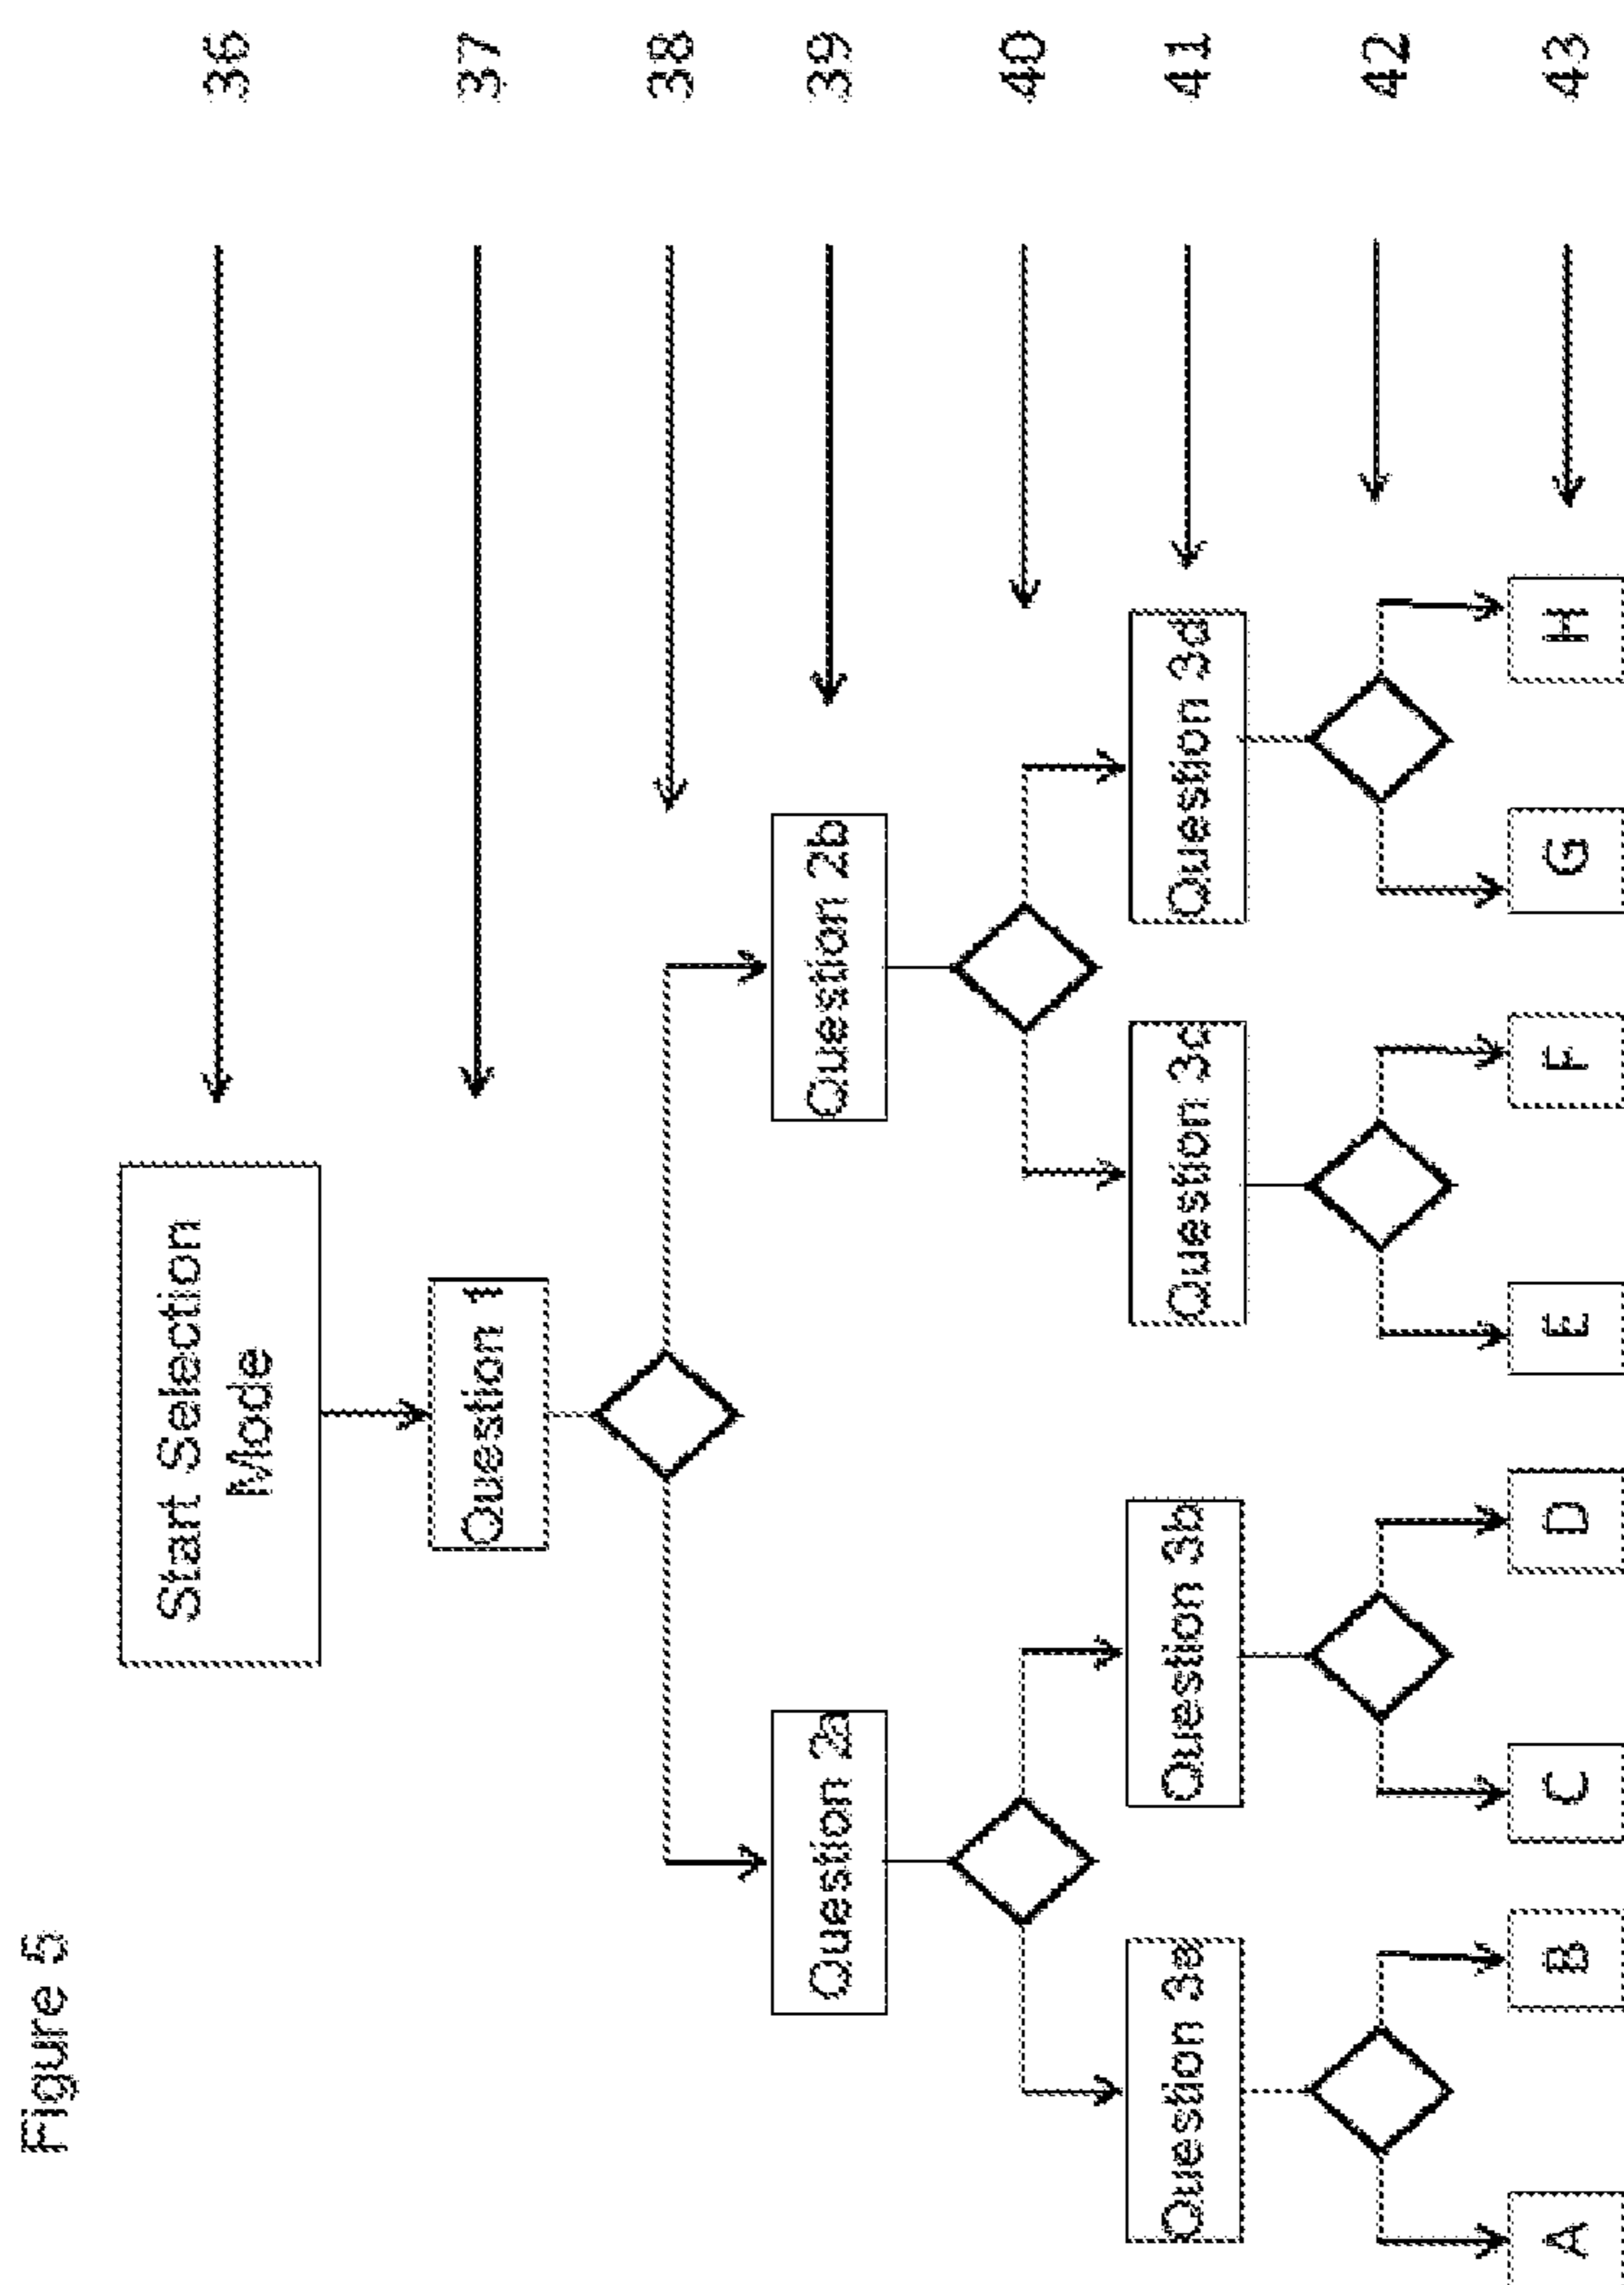 Figure 5
Start Selection
Mode
36
Question 1
37
38
Question 2a
Question 2b
39
40
Question 3a
Question 3b
Question 3c
Question 3d
41
42
A
B
C
D
E
F
G
H
43